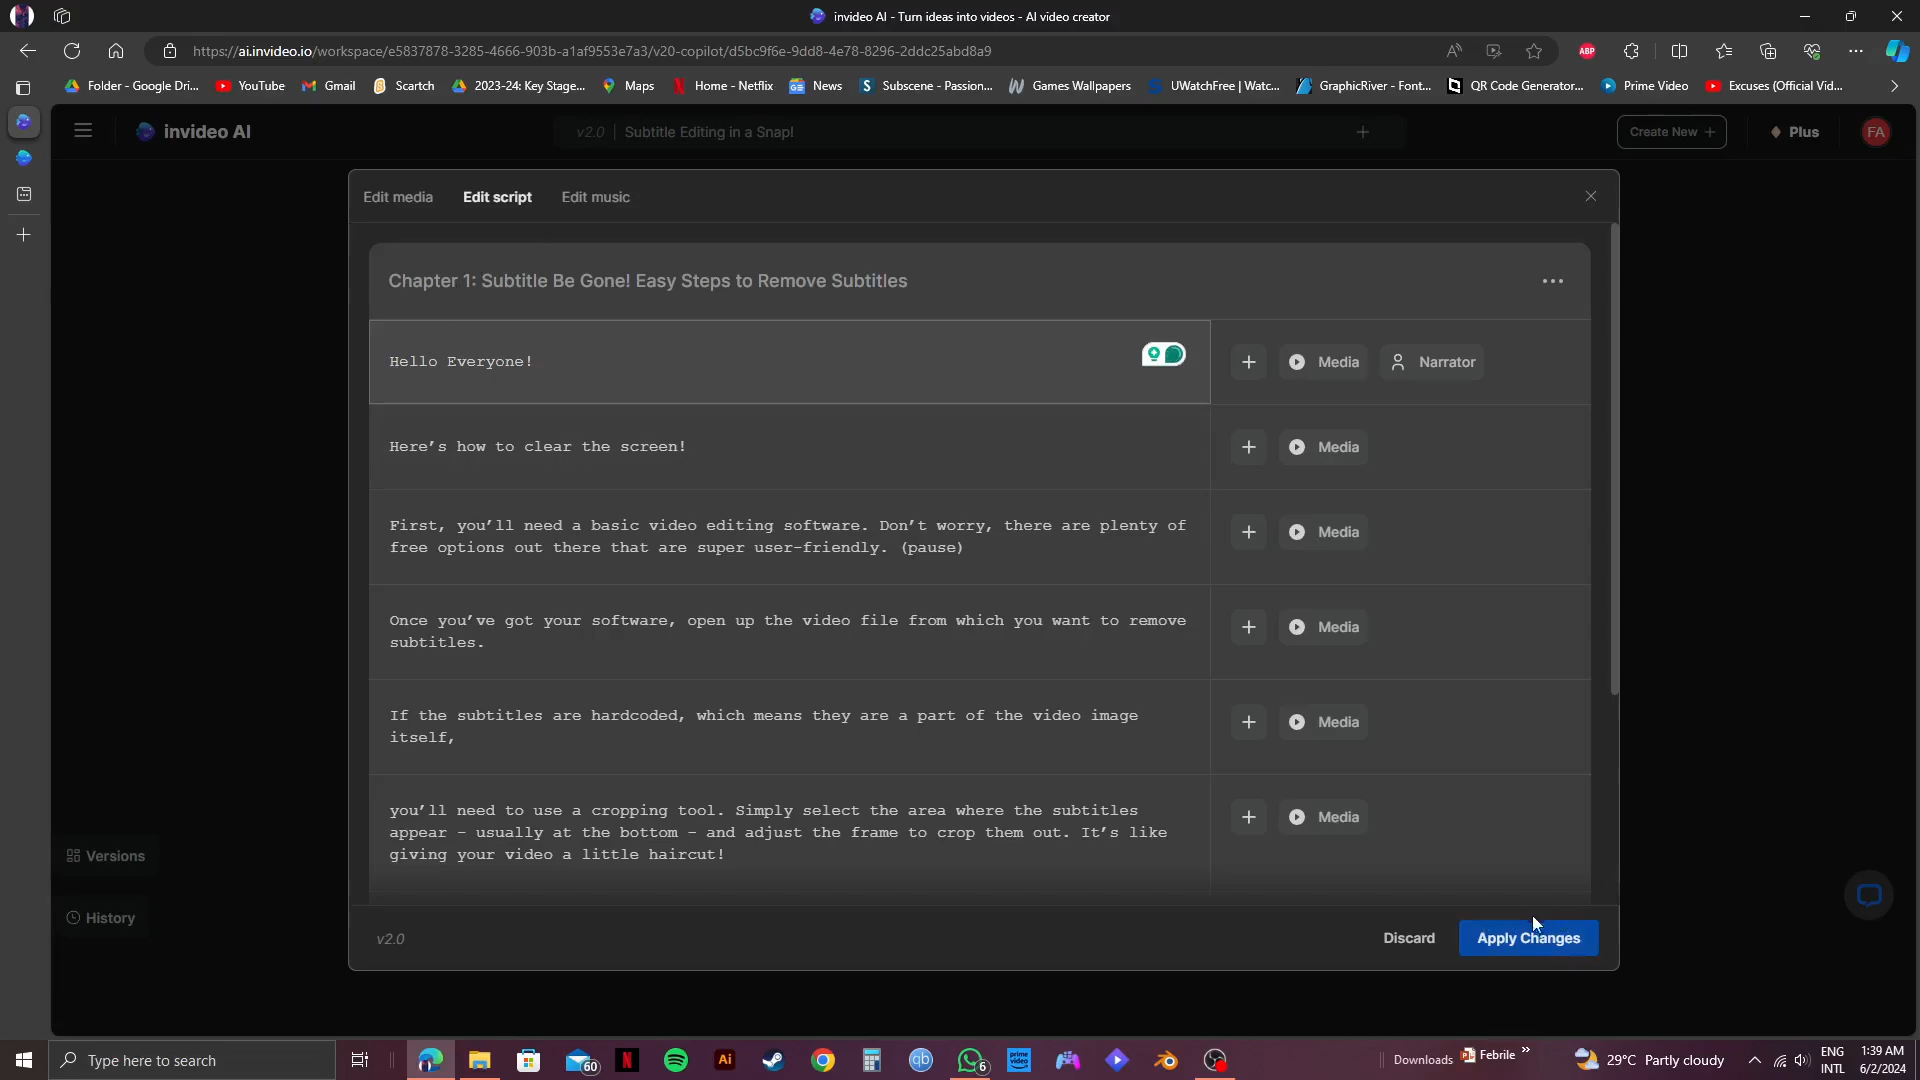 invideo AI - Turn ideas into videos - AI video creator
https://ai.invideo.io/workspace/e5837878-3285-4666-903b-a1af9553e7a3/v20-copilot/d5bc9f6e-9dd8-4e78-8296-2ddc25abd8a9
ABP
Folder - Google Dri... YouTube Gmail Scartch 2023-24: Key Stage... Maps Home - Netflix News Subscene - Passion... Games Wallpapers UWatchFree | Watc... GraphicRiver - Font... QR Code Generator... Prime Video Excuses (Official Vid...
invideo AI
v2.0 | Subtitle Editing in a Snap!
Create New +
Plus
FA
Edit media Edit script Edit music
Chapter 1: Subtitle Be Gone! Easy Steps to Remove Subtitles
Hello Everyone!
Media
Narrator
Here's how to clear the screen!
Media
First, you'll need a basic video editing software. Don't worry, there are plenty of
free options out there that are super user-friendly. (pause)
Media
Once you've got your software, open up the video file from which you want to remove
subtitles.
Media
If the subtitles are hardcoded, which means they are a part of the video image
itself,
Media
you'll need to use a cropping tool. Simply select the area where the subtitles
appear – usually at the bottom – and adjust the frame to crop them out. It's like
giving your video a little haircut!
Media
Versions
History
v2.0
Discard
Apply Changes
Type here to search
60
N
Ai
qb
6
prime video
Downloads
Febrile
29°C Partly cloudy
ENG
INTL
1:39 AM
6/2/2024